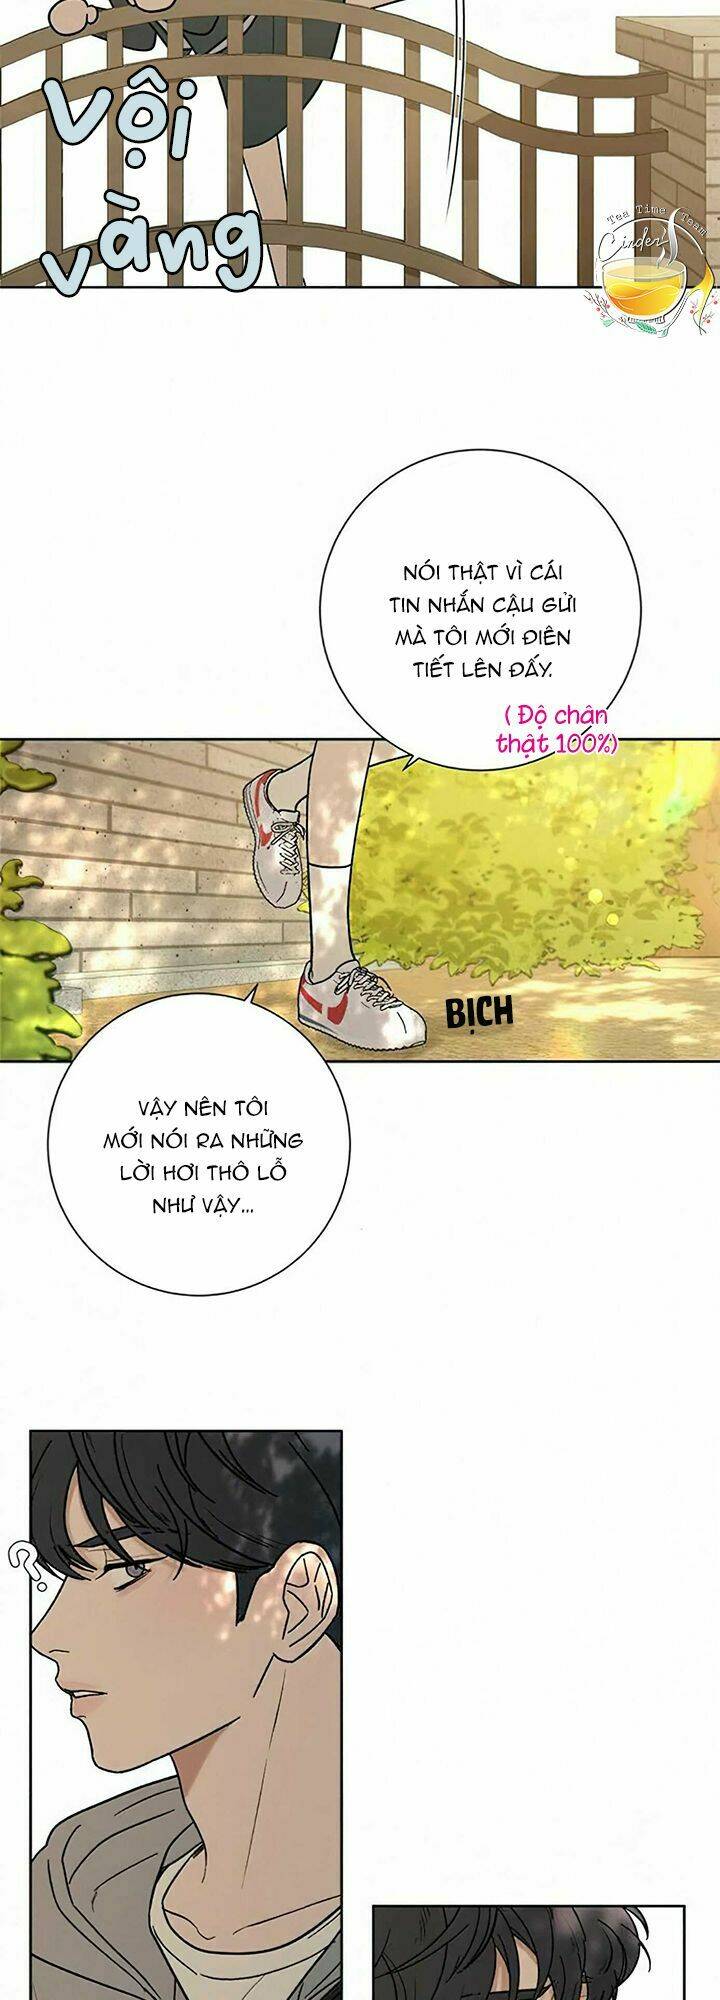 Vội
vàng
Tea Time Team
Cinder
NÓI THẬT VÌ CÁI
TIN NHẮN CẬU GỬI
MÀ TÔI MỚI ĐIÊN
TIẾT LÊN ĐẤY.
( Độ chân
thật 100%)
BỊCH
VẬY NÊN TÔI
MỚI NÓI RA NHỮNG
LỜI HƠI THÔ LỖ
NHƯ VẬY...
?